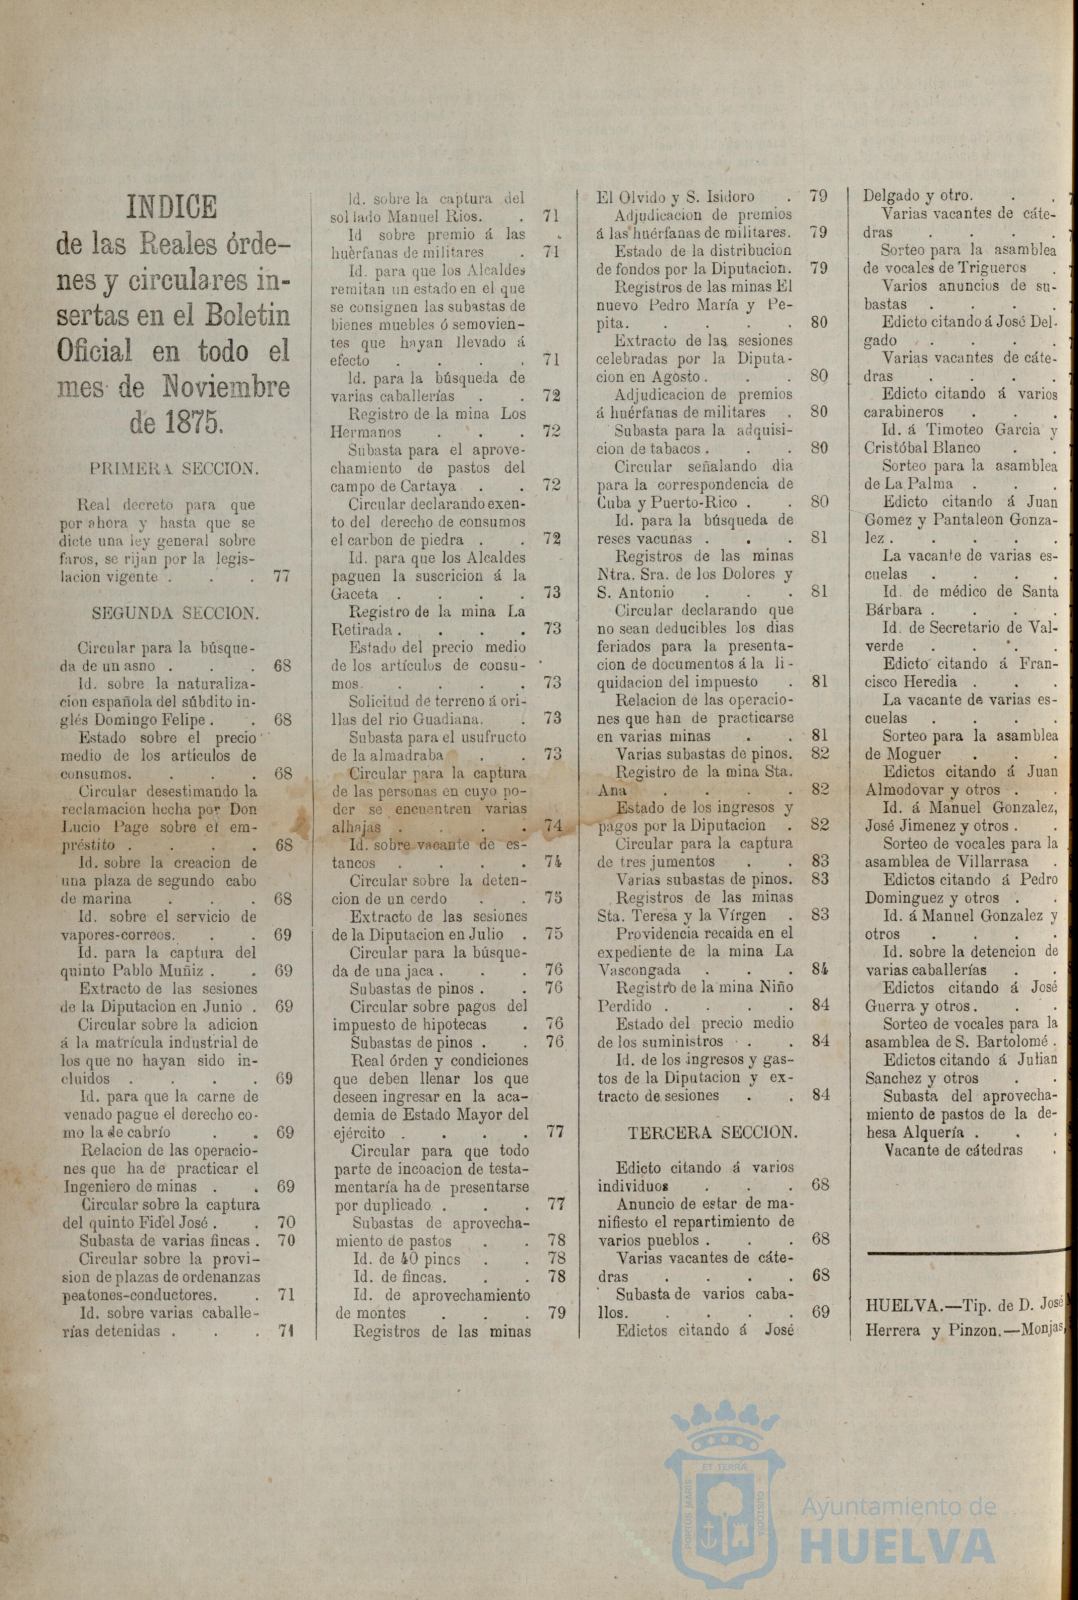 INDICE
de las Reales órde-
nes y circulares in-
sertas en el Boletin
Oficial en todo el
mes de Noviembre
de 1875.
PRIMERA SECCION.
Real decreto para que
por ahora y hasta que se
dicte una ley general sobre
faros, se rijan por la legis-
lacion vigente . . . 77
SEGUNDA SECCION.
Circular para la búsque-
da de un asno . . . 68
Id. sobre la naturaliza-
cion española del súbdito in-
glés Domingo Felipe . . 68
Estado sobre el precio
medio de los artículos de
consumos. . . . 68
Circular desestimando la
reclamacion hecha por Don
Lucio Page sobre el em-
préstito . . . . 68
Id. sobre la creacion de
una plaza de segundo cabo
de marina . . . 68
Id. sobre el servicio de
vapores-correos. . . 69
Id. para la captura del
quinto Pablo Muñiz . . 69
Extracto de las sesiones
de la Diputacion en Junio . 69
Circular sobre la adicion
á la matrícula industrial de
los que no hayan sido in-
cluidos . . . . 69
Id. para que la carne de
venado pague el derecho co-
mo la de cabrío . . 69
Relacion de las operacio-
nes que ha de practicar el
Ingeniero de minas . . 69
Circular sobre la captura
del quinto Fidel José . . 70
Subasta de varias fincas . 70
Circular sobre la provi-
sion de plazas de ordenanzas
peatones-conductores. . 71
Id. sobre varias caballe-
rías detenidas . . . 71
Id. sobre la captura del
soldado Manuel Rios. . 71
Id sobre premio á las
huèrfanas de militares . 71
Id. para que los Alcaldes
remitan un estado en el que
se consignen las subastas de
bienes muebles ó semovien-
tes que hayan llevado á
efecto . . . . 71
Id. para la búsqueda de
varias caballerías . . 72
Registro de la mina Los
Hermanos . . . 72
Subasta para el aprove-
chamiento de pastos del
campo de Cartaya . . 72
Circular declarando exen-
to del derecho de consumos
el carbon de piedra . . 72
Id. para que los Alcaldes
paguen la suscricion á la
Gaceta . . . . 73
Registro de la mina La
Retirada . . . . 73
Estado del precio medio
de los artículos de consu-
mos. . . . . 73
Solicitud de terreno á ori-
llas del rio Guadiana. . 73
Subasta para el usufructo
de la almadraba . . 73
Circular para la captura
de las personas en cuyo po-
der se encuentren varias
alhajas . . . . 74
Id. sobre vacante de es-
tancos . . . . 74
Circular sobre la deten-
cion de un cerdo . . 75
Extracto de las sesiones
de la Diputacion en Julio . 75
Circular para la búsque-
da de una jaca . . . 76
Subastas de pinos . . 76
Circular sobre pagos del
impuesto de hipotecas . 76
Subastas de pinos . . 76
Real órden y condiciones
que deben llenar los que
deseen ingresar en la aca-
demia de Estado Mayor del
ejército . . . . 77
Circular para que todo
parte de incoacion de testa-
mentaría ha de presentarse
por duplicado . . . 77
Subastas de aprovecha-
miento de pastos . . 78
Id. de 40 pinos . . 78
Id. de fincas. . . 78
Id. de aprovechamiento
de montes . . . 79
Registros de las minas
El Olvido y S. Isidoro . 79
Adjudicacion de premios
á las huérfanas de militares. 79
Estado de la distribucion
de fondos por la Diputacion. 79
Registros de las minas El
nuevo Pedro María y Pe-
pita. . . . . 80
Extracto de las sesiones
celebradas por la Diputa-
cion en Agosto . . . 80
Adjudicacion de premios
á huérfanas de militares . 80
Subasta para la adquisi-
cion de tabacos . . . 80
Circular señalando dia
para la correspondencia de
Cuba y Puerto-Rico . . 80
Id. para la búsqueda de
reses vacunas . . . 81
Registros de las minas
Ntra. Sra. de los Dolores y
S. Antonio . . . 81
Circular declarando que
no sean deducibles los dias
feriados para la presenta-
cion de documentos á la li-
quidacion del impuesto . 81
Relacion de las operacio-
nes que han de practicarse
en varias minas . . 81
Varias subastas de pinos. 82
Registro de la mina Sta.
Ana . . . . 82
Estado de los ingresos y
pagos por la Diputacion . 82
Circular para la captura
de tres jumentos . . 83
Varias subastas de pinos. 83
Registros de las minas
Sta. Teresa y la Vírgen . 83
Providencia recaida en el
expediente de la mina La
Vascongada . . . 84
Registro de la mina Niño
Perdido . . . . 84
Estado del precio medio
de los suministros . . 84
Id. de los ingresos y gas-
tos de la Diputacion y ex-
tracto de sesiones . . 84
TERCERA SECCION.
Edicto citando á varios
individuos . . . 68
Anuncio de estar de ma-
nifiesto el repartimiento de
varios pueblos . . . 68
Varias vacantes de cáte-
dras . . . . 68
Subasta de varios caba-
llos. . . . . 69
Edictos citando á José
Delgado y otro. . .
Varias vacantes de cáte-
dras . . . .
Sorteo para la asamblea
de vocales de Trigueros .
Varios anuncios de su-
bastas . . . .
Edicto citando á José Del-
gado . . . .
Varias vacantes de cáte-
dras . . . .
Edicto citando á varios
carabineros . . .
Id. á Timoteo Garcia y
Cristóbal Blanco . .
Sorteo para la asamblea
de La Palma . . .
Edicto citando á Juan
Gomez y Pantaleon Gonza-
lez . . . . .
La vacante de varias es-
cuelas . . . .
Id. de médico de Santa
Bárbara . . . .
Id. de Secretario de Val-
verde . . . .
Edicto citando á Fran-
cisco Heredia . . .
La vacante de varias es-
cuelas . . . .
Sorteo para la asamblea
de Moguer . . .
Edictos citando á Juan
Almodovar y otros . .
Id. á Manuel Gonzalez,
José Jimenez y otros . .
Sorteo de vocales para la
asamblea de Villarrasa .
Edictos citando á Pedro
Dominguez y otros . .
Id. á Manuel Gonzalez y
otros . . . .
Id. sobre la detencion de
varias caballerías . .
Edictos citando á José
Guerra y otros. . .
Sorteo de vocales para la
asamblea de S. Bartolomé .
Edictos citando á Julian
Sanchez y otros . .
Subasta del aprovecha-
miento de pastos de la de-
hesa Alquería . . .
Vacante de cátedras .
HUELVA.—Tip. de D. José
Herrera y Pinzon.—Monjas,
ET TERRÆ
PORTUS MARIS
CUSTODIA
Ayuntamiento de
HUELVA